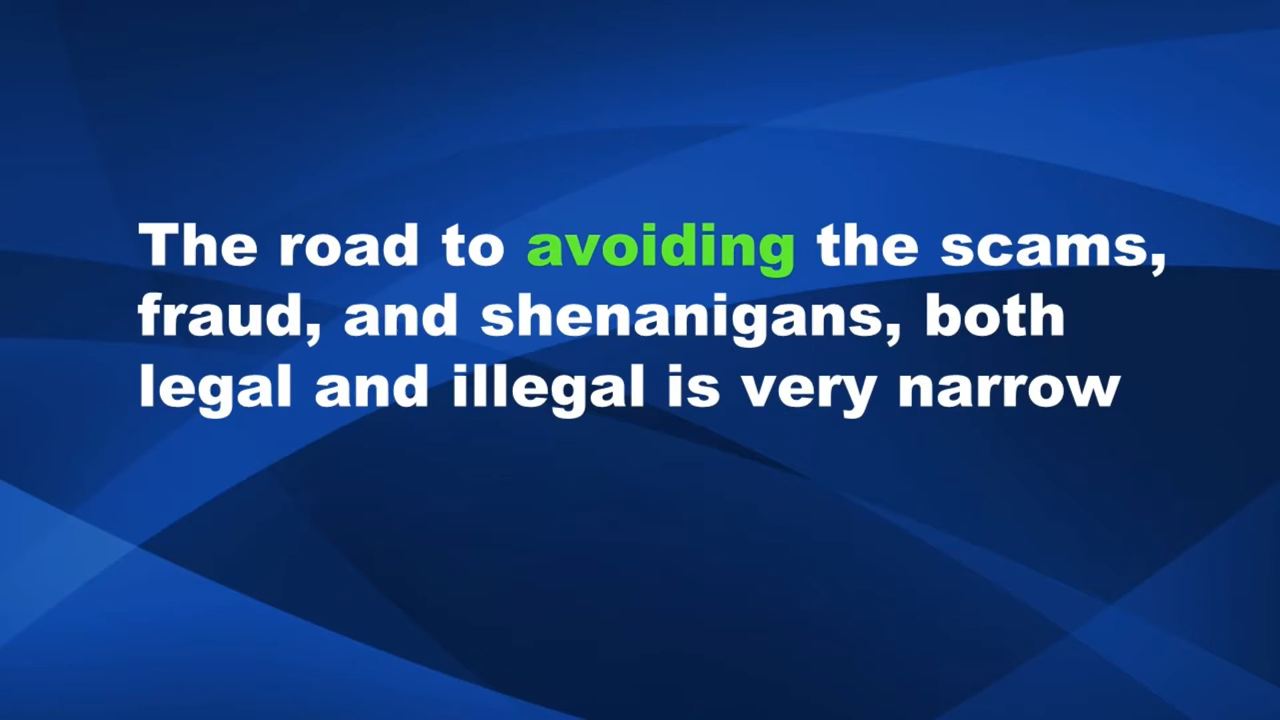 The road to avoiding the scams,
fraud, and shenanigans, both
legal and illegal is very narrow